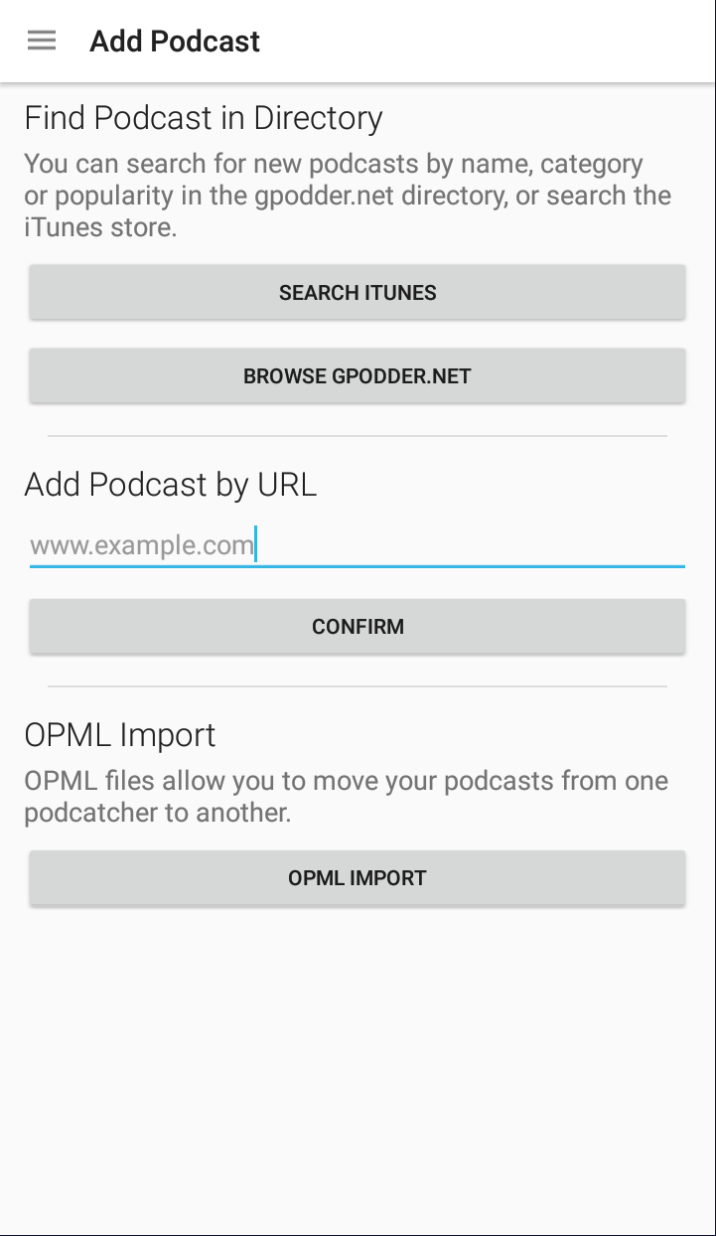 Add Podcast
Find Podcast in Directory
You can search for new podcasts by name, category
or popularity in the gpodder.net directory, or search the
iTunes store.
SEARCH ITUNES
BROWSE GPODDER.NET
Add Podcast by URL
www.example.com
CONFIRM
OPML Import
OPML files allow you to move your podcasts from one
podcatcher to another.
OPML IMPORT